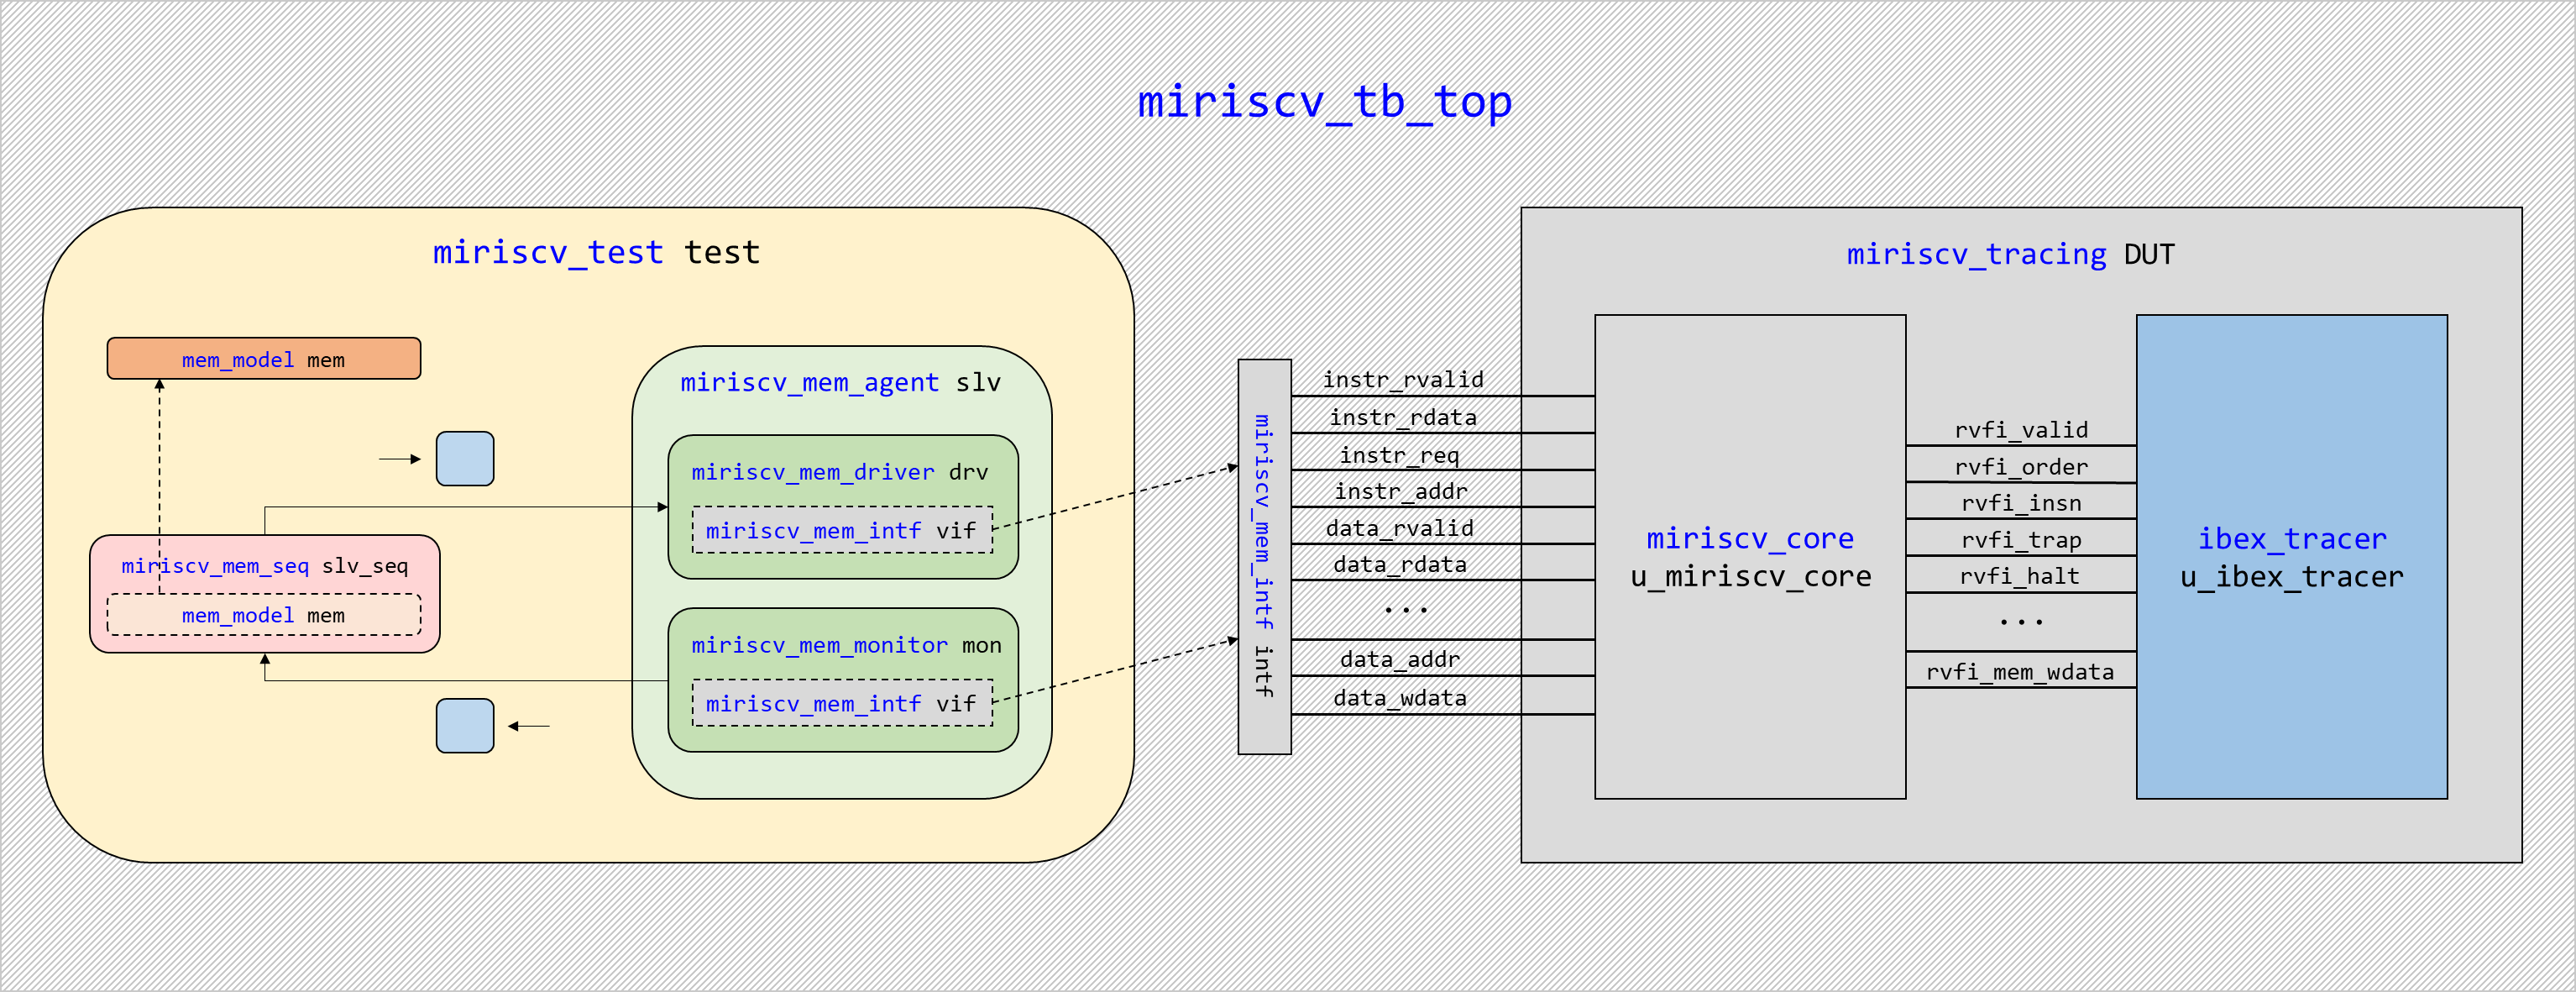 miriscv_tb_top
miriscv_test test
mem_model mem
miriscv_mem_seq slv_seq
mem_model mem
miriscv_mem_agent slv
miriscv_mem_driver drv
miriscv_mem_intf vif
miriscv_mem_monitor mon
miriscv_mem_intf vif
miriscv_mem_intf intf
instr_rvalid
instr_rdata
instr_req
instr_addr
data_rvalid
data_rdata
...
data_addr
data_wdata
miriscv_tracing DUT
miriscv_core
u_miriscv_core
rvfi_valid
rvfi_order
rvfi_insn
rvfi_trap
rvfi_halt
...
rvfi_mem_wdata
ibex_tracer
u_ibex_tracer